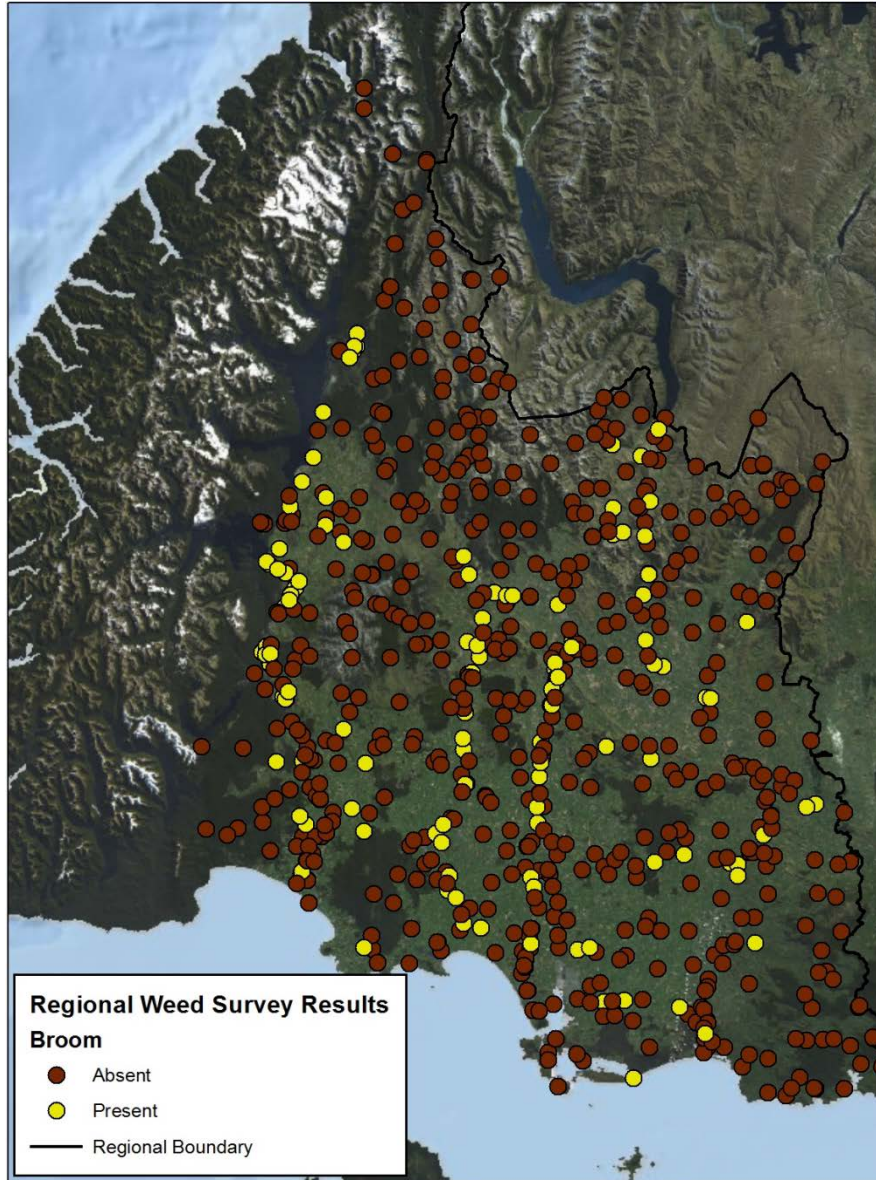 Regional Weed Survey Results
Broom
Absent
Present
Regional Boundary